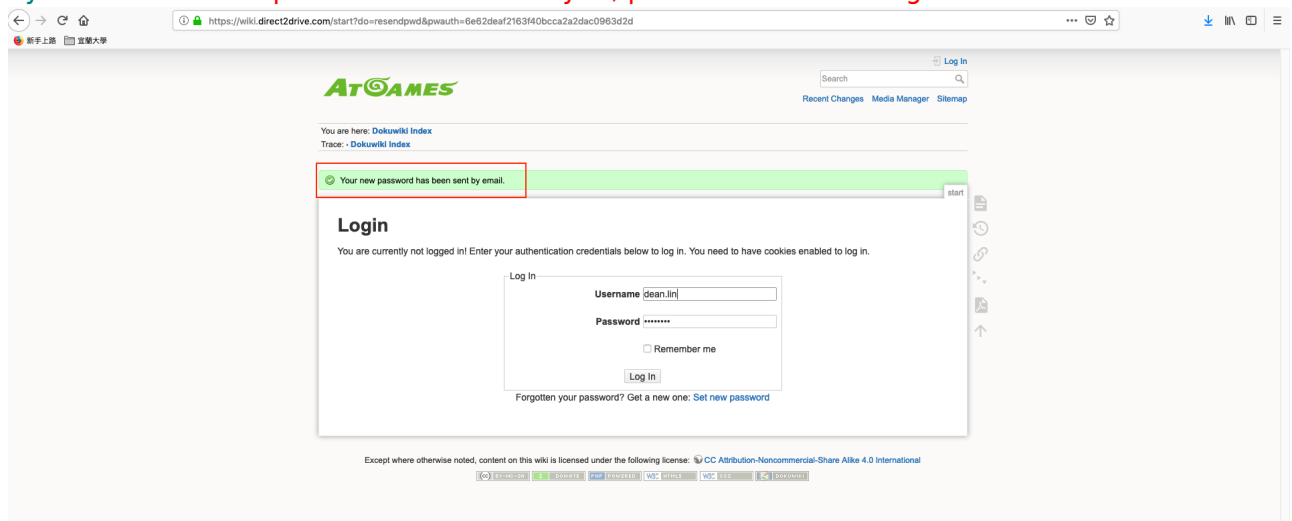 https://wiki.direct2drive.com/start?do=resendpwd&pwauth=6e62deaf2163f40bcca2a2dac0963d2d
新手上路 宜蘭大學
Log In
ATGAMES
Search
Recent Changes Media Manager Sitemap
You are here: Dokuwiki Index
Trace: • Dokuwiki Index
Your new password has been sent by email.
start
Login
You are currently not logged in! Enter your authentication credentials below to log in. You need to have cookies enabled to log in.
Log In
Username dean.lin
Password ••••••••
Remember me
Log In
Forgotten your password? Get a new one: Set new password
Except where otherwise noted, content on this wiki is licensed under the following license: CC Attribution-Noncommercial-Share Alike 4.0 International